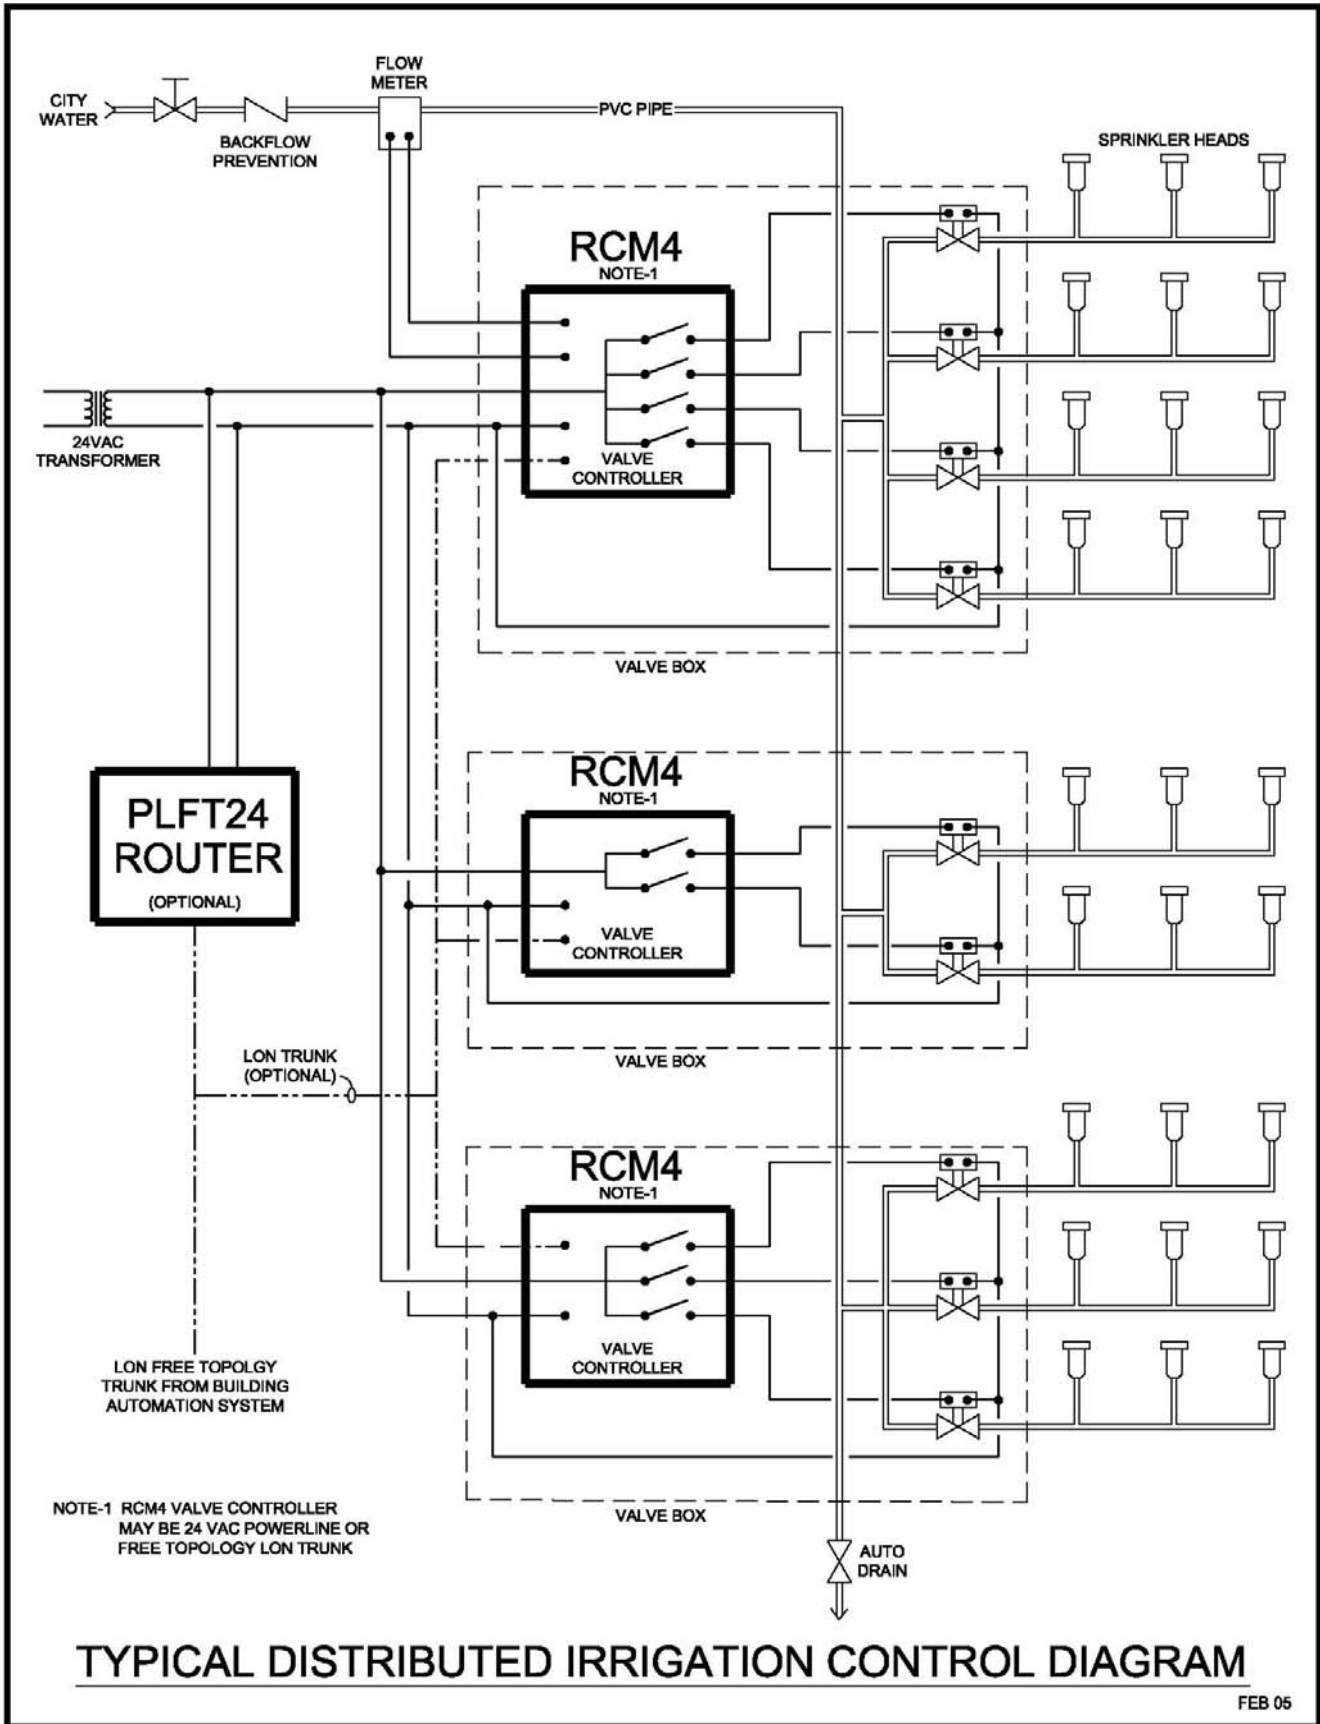 FLOW
METER
CITY
WATER
PVC PIPE
BACKFLOW
PREVENTION
SPRINKLER HEADS
RCM4
NOTE-1
VALVE
CONTROLLER
24VAC
TRANSFORMER
VALVE BOX
RCM4
NOTE-1
PLFT24
ROUTER
(OPTIONAL)
VALVE
CONTROLLER
LON TRUNK
(OPTIONAL)
VALVE BOX
RCM4
NOTE-1
VALVE
CONTROLLER
LON FREE TOPOLGY
TRUNK FROM BUILDING
AUTOMATION SYSTEM
VALVE BOX
NOTE-1 RCM4 VALVE CONTROLLER
MAY BE 24 VAC POWERLINE OR
FREE TOPOLOGY LON TRUNK
AUTO
DRAIN
TYPICAL DISTRIBUTED IRRIGATION CONTROL DIAGRAM
FEB 05